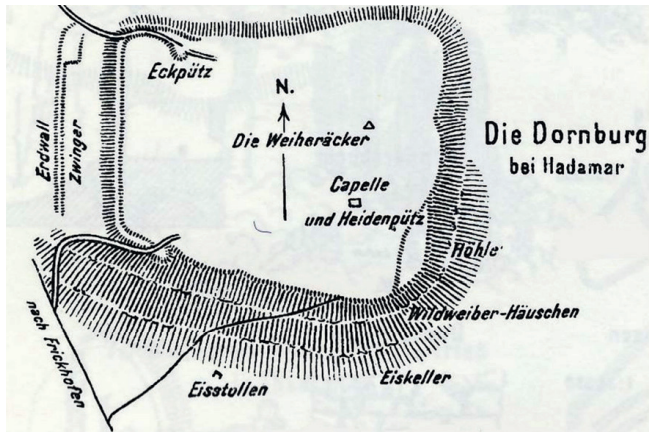 Eckpütz
N.
Erdwall
Zwinger
Die Weiheräcker
Die Dornburg
bei Hadamar
Capelle
und Heidenpütz
Höhle
Wildweiber-Häuschen
nach Frickhofen
Eisstollen
Eiskeller